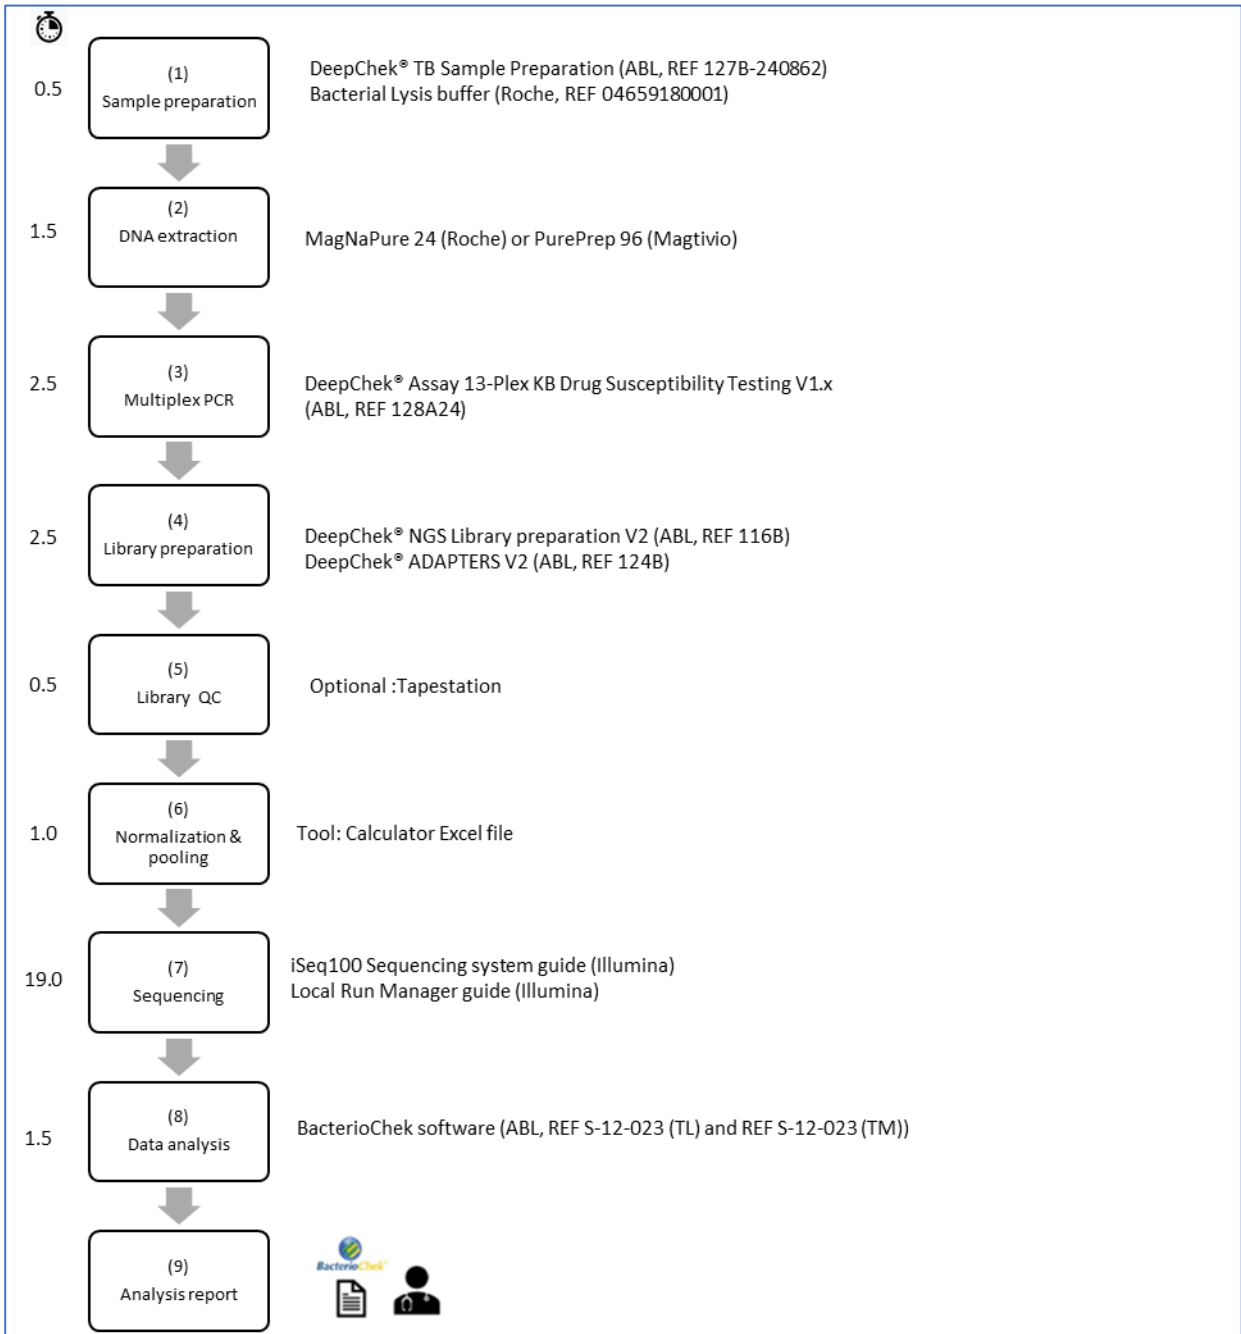 0.5
(1)
Sample preparation
DeepChek® TB Sample Preparation (ABL, REF 127B-240862)
Bacterial Lysis buffer (Roche, REF 04659180001)
1.5
(2)
DNA extraction
MagNaPure 24 (Roche) or PurePrep 96 (Magtivio)
2.5
(3)
Multiplex PCR
DeepChek® Assay 13-Plex KB Drug Susceptibility Testing V1.x
(ABL, REF 128A24)
2.5
(4)
Library preparation
DeepChek® NGS Library preparation V2 (ABL, REF 116B)
DeepChek® ADAPTERS V2 (ABL, REF 124B)
0.5
(5)
Library QC
Optional :Tapestation
1.0
(6)
Normalization &
pooling
Tool: Calculator Excel file
19.0
(7)
Sequencing
iSeq100 Sequencing system guide (Illumina)
Local Run Manager guide (Illumina)
1.5
(8)
Data analysis
BacterioChek software (ABL, REF S-12-023 (TL) and REF S-12-023 (TM))
(9)
Analysis report
BacterioChek